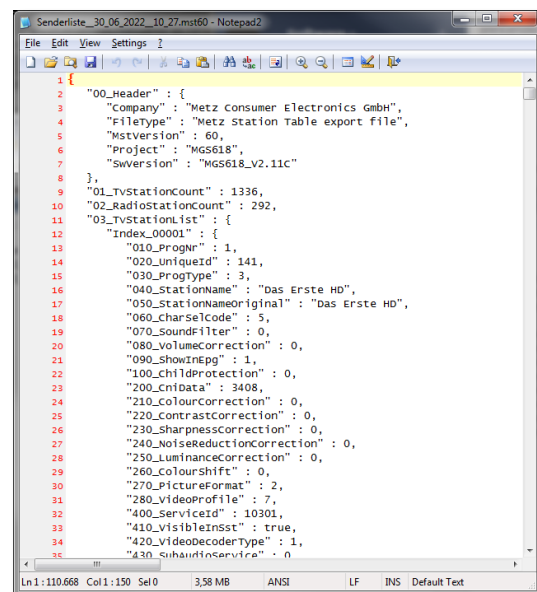 Senderliste__30_06_2022__10_27.mst60 - Notepad2
File Edit View Settings ?
1 {
2 "00_Header" : {
3 "Company" : "Metz Consumer Electronics GmbH",
4 "FileType" : "Metz Station Table export file",
5 "MstVersion" : 60,
6 "Project" : "MGS618",
7 "SwVersion" : "MGS618_V2.11C"
8 },
9 "01_TvStationCount" : 1336,
10 "02_RadioStationCount" : 292,
11 "03_TvStationList" : {
12 "Index_00001" : {
13 "010_ProgNr" : 1,
14 "020_UniqueId" : 141,
15 "030_ProgType" : 3,
16 "040_StationName" : "Das Erste HD",
17 "050_StationNameOriginal" : "Das Erste HD",
18 "060_CharSelCode" : 5,
19 "070_SoundFilter" : 0,
20 "080_VolumeCorrection" : 0,
21 "090_ShowInEpg" : 1,
22 "100_ChildProtection" : 0,
23 "200_CniData" : 3408,
24 "210_ColourCorrection" : 0,
25 "220_ContrastCorrection" : 0,
26 "230_SharpnessCorrection" : 0,
27 "240_NoiseReductionCorrection" : 0,
28 "250_LuminanceCorrection" : 0,
29 "260_ColourShift" : 0,
30 "270_PictureFormat" : 2,
31 "280_VideoProfile" : 7,
32 "400_ServiceId" : 10301,
33 "410_VisibleInSst" : true,
34 "420_VideoDecoderType" : 1,
35 "430_SubAudioService" : 0
Ln 1 : 110.668 Col 1 : 150 Sel 0 3,58 MB ANSI LF INS Default Text